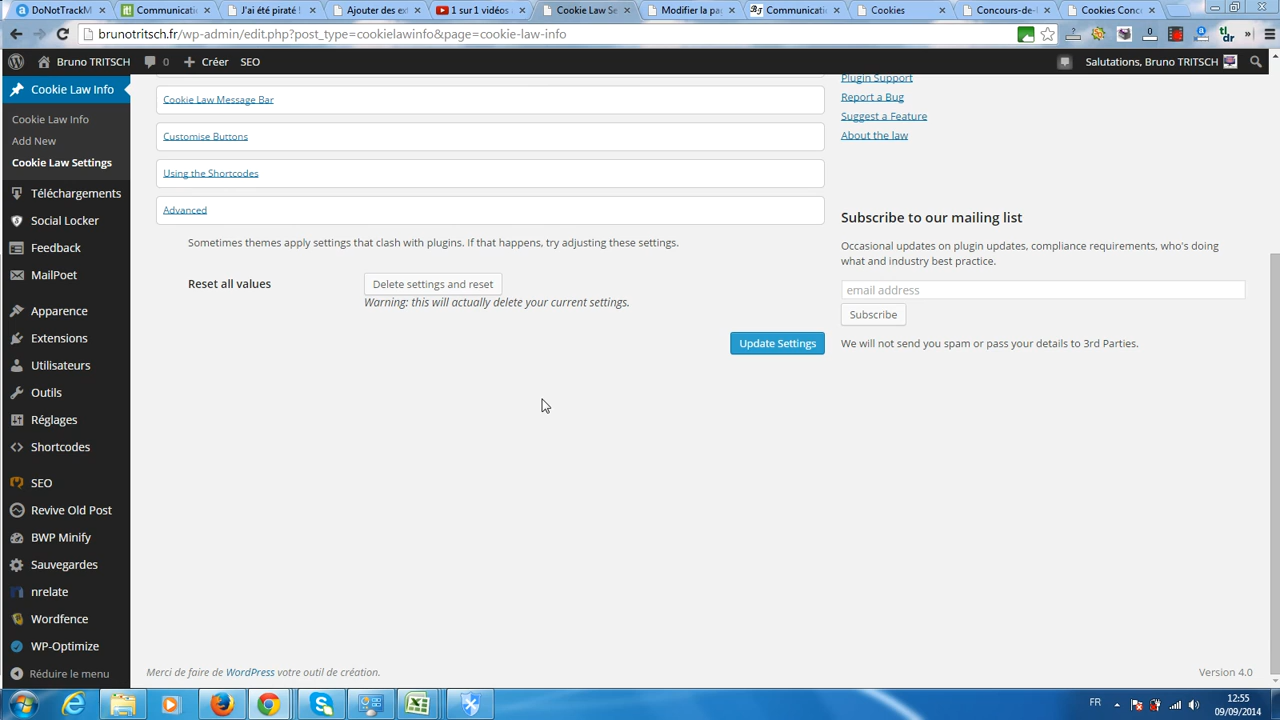 DoNotTrackM
Communicati
J'ai été piraté
Ajouter des ex
1 sur 1 vidéos
Cookie Law Se
Modifier la pa
Communicati
Cookies
Concours-de-
Cookies Conc
brunotritsch.fr/wp-admin/edit.php?post_type=cookielawinfo&page=cookie-law-info
Bruno TRITSCH 0 Créer SEO Salutations, Bruno TRITSCH
Cookie Law Info
Cookie Law Info
Add New
Cookie Law Settings
Téléchargements
Social Locker
Feedback
MailPoet
Apparence
Extensions
Utilisateurs
Outils
Réglages
Shortcodes
SEO
Revive Old Post
BWP Minify
Sauvegardes
nrelate
Wordfence
WP-Optimize
Réduire le menu
Cookie Law Message Bar
Customise Buttons
Using the Shortcodes
Advanced
Sometimes themes apply settings that clash with plugins. If that happens, try adjusting these settings.
Reset all values
Delete settings and reset
Warning: this will actually delete your current settings.
Update Settings
Plugin Support
Report a Bug
Suggest a Feature
About the law
Subscribe to our mailing list
Occasional updates on plugin updates, compliance requirements, who's doing
what and industry best practice.
email address
Subscribe
We will not send you spam or pass your details to 3rd Parties.
Merci de faire de WordPress votre outil de création.
Version 4.0
FR
12:55
09/09/2014